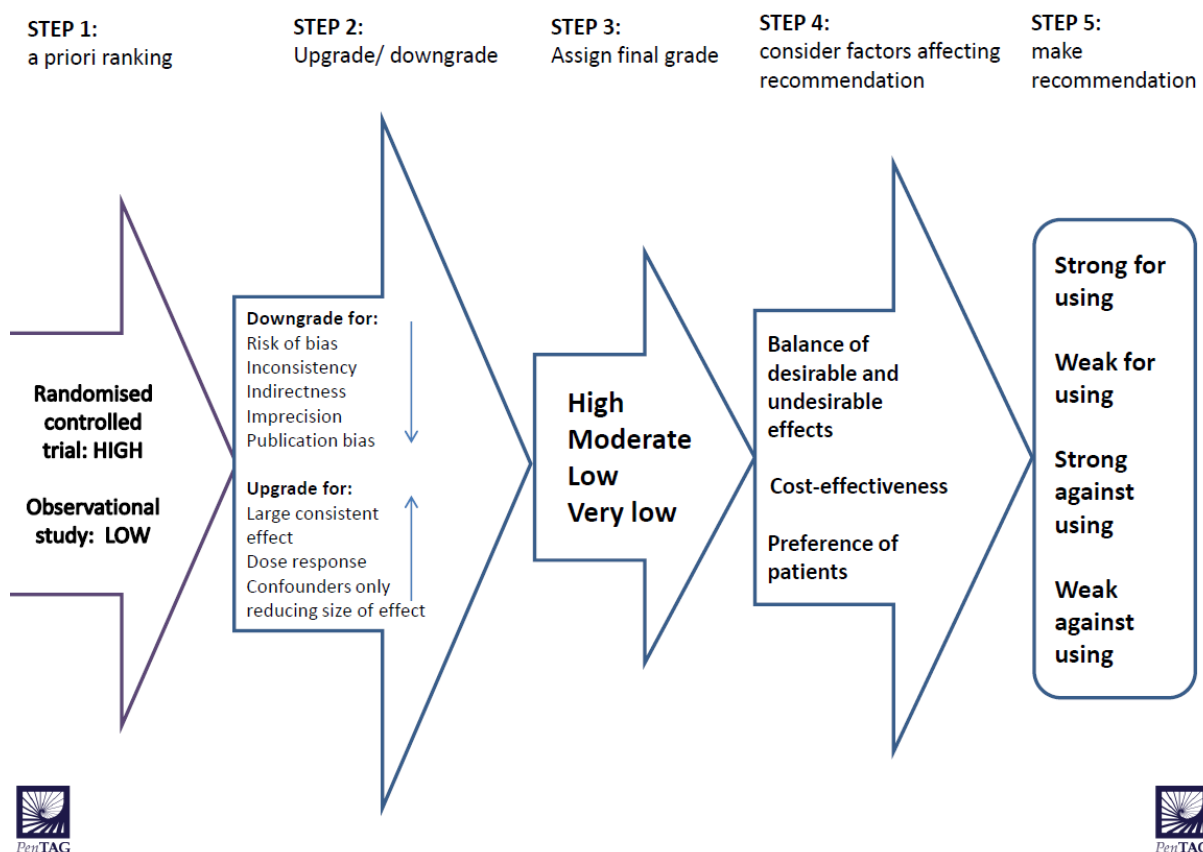 STEP 1:
a priori ranking
STEP 2:
Upgrade/ downgrade
STEP 3:
Assign final grade
STEP 4:
consider factors affecting
recommendation
STEP 5:
make
recommendation
Randomised
controlled
trial: HIGH
Observational
study: LOW
Downgrade for:
Risk of bias
Inconsistency
Indirectness
Imprecision
Publication bias
Upgrade for:
Large consistent
effect
Dose response
Confounders only
reducing size of effect
High
Moderate
Low
Very low
Balance of
desirable and
undesirable
effects
Cost-effectiveness
Preference of
patients
Strong for
using
Weak for
using
Strong
against
using
Weak
against
using
PenTAG
PenTAG